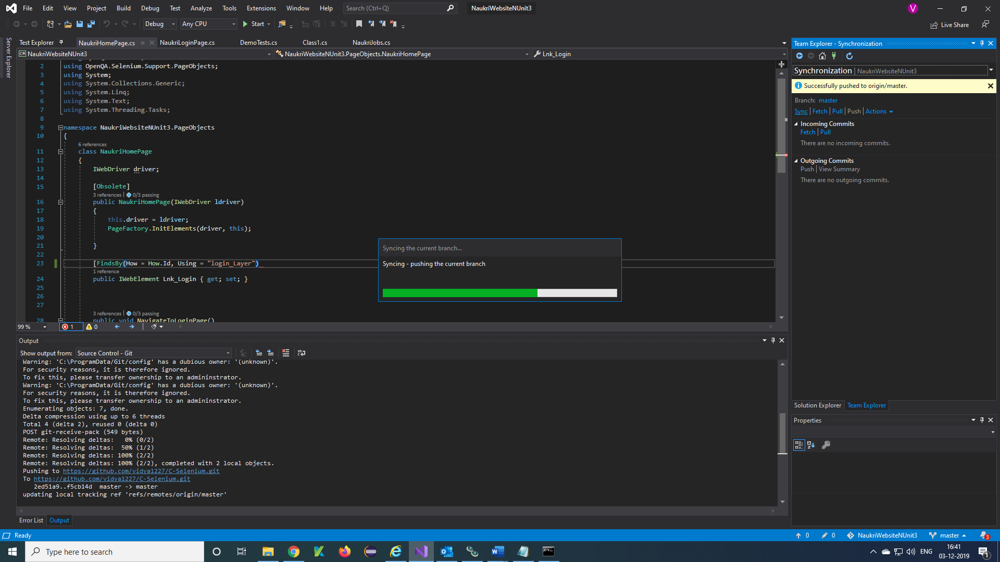 File Edit View Project Build Debug Test Analyze Tools Extensions Window Help Search (Ctrl+Q) NaukriWebsiteNUnit3 V
Debug Any CPU Start Live Share
Server Explorer
Test Explorer NaukriHomePage.cs NaukriLoginPage.cs DemoTests.cs Class1.cs NaukriJobs.cs
C# NaukriWebsiteNUnit3 NaukriWebsiteNUnit3.PageObjects.NaukriHomePage Lnk_Login
2 using OpenQA.Selenium.Support.PageObjects;
3 using System;
4 using System.Collections.Generic;
5 using System.Linq;
6 using System.Text;
7 using System.Threading.Tasks;
8
9 namespace NaukriWebsiteNUnit3.PageObjects
10 {
6 references
11 class NaukriHomePage
12 {
13 IWebDriver driver;
14
15 [Obsolete]
3 references | 0/3 passing
16 public NaukriHomePage(IWebDriver ldriver)
17 {
18 this.driver = ldriver;
19 PageFactory.InitElements(driver, this);
20
21 }
22
23 [FindsBy(How = How.Id, Using = "login_Layer")
1 reference
24 public IWebElement Lnk_Login { get; set; }
25
26
27
3 references | 0/3 passing
28 public void NavigateToLoginPage()
99 % 1 0
Syncing the current branch...
Syncing - pushing the current branch
Output
Show output from: Source Control - Git
Warning: 'C:\ProgramData/Git/config' has a dubious owner: '(unknown)'.
For security reasons, it is therefore ignored.
To fix this, please transfer ownership to an admininstrator.
Warning: 'C:\ProgramData/Git/config' has a dubious owner: '(unknown)'.
For security reasons, it is therefore ignored.
To fix this, please transfer ownership to an admininstrator.
Enumerating objects: 7, done.
Delta compression using up to 6 threads
Total 4 (delta 2), reused 0 (delta 0)
POST git-receive-pack (549 bytes)
Remote: Resolving deltas:   0% (0/2)
Remote: Resolving deltas:  50% (1/2)
Remote: Resolving deltas: 100% (2/2)
Remote: Resolving deltas: 100% (2/2), completed with 2 local objects.
Pushing to https://github.com/vidya1227/C-Selenium.git
To https://github.com/vidya1227/C-Selenium.git
2ed51a9..f5cb14d  master -> master
updating local tracking ref 'refs/remotes/origin/master'
Error List Output
Team Explorer - Synchronization
Synchronization | NaukriWebsiteNUnit3
Successfully pushed to origin/master.
Branch: master
Sync | Fetch | Pull | Push | Actions
Incoming Commits
Fetch | Pull
There are no incoming commits.
Outgoing Commits
Push | View Summary
There are no outgoing commits.
Solution Explorer Team Explorer
Properties
Ready 0 0 NaukriWebsiteNUnit3 master 3
Type here to search ENG 16:41 1
03-12-2019